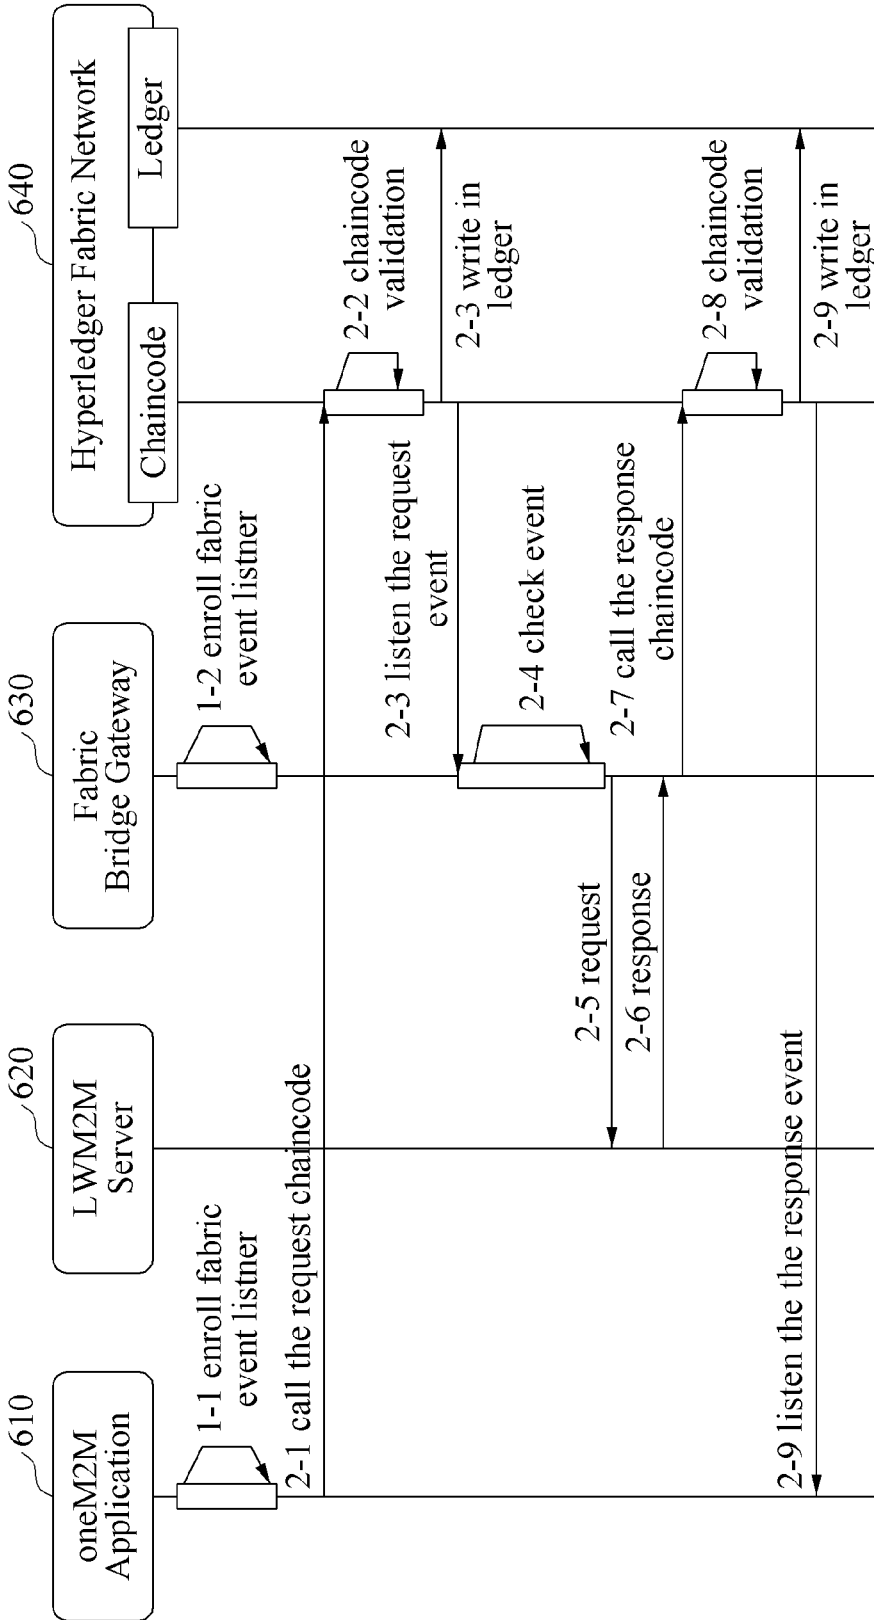 610
oneM2M
Application
620
LWM2M
Server
630
Fabric
Bridge Gateway
640
Hyperledger Fabric Network
Chaincode
Ledger
1-1 enroll fabric
event listner
1-2 enroll fabric
event listner
2-1 call the request chaincode
2-2 chaincode
validation
2-3 listen the request
event
2-3 write in
ledger
2-4 check event
2-5 request
2-6 response
2-7 call the response
chaincode
2-8 chaincode
validation
2-9 listen the the response event
2-9 write in
ledger